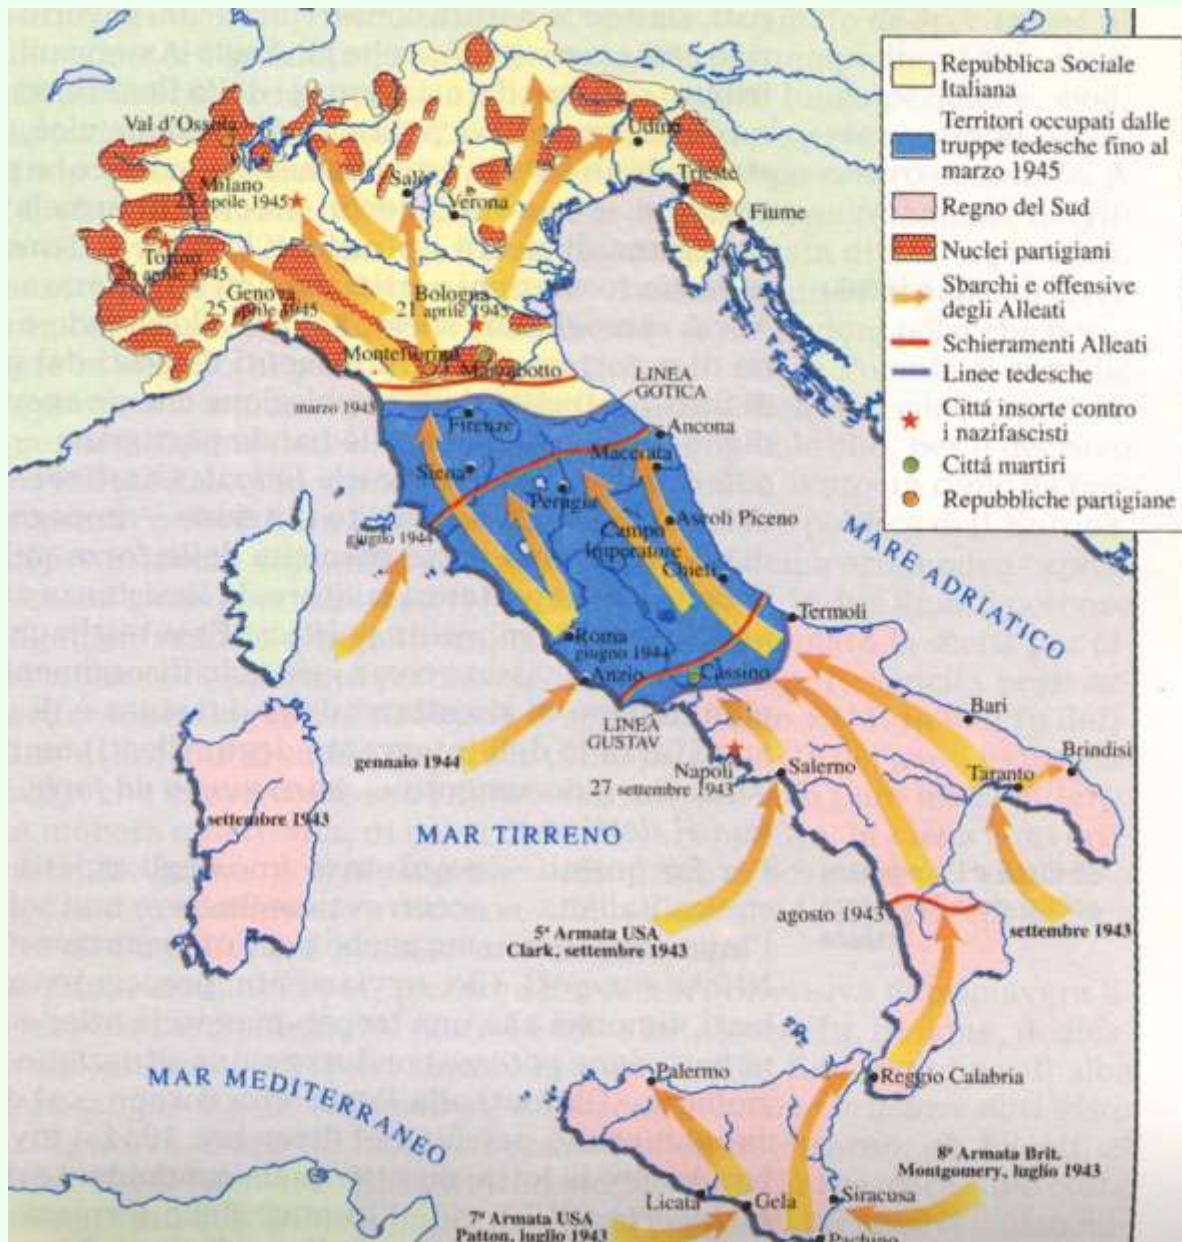 Repubblica Sociale
Italiana
Territori occupati dalle
truppe tedesche fino al
marzo 1945
Regno del Sud
Nuclei partigiani
Sbarchi e offensive
degli Alleati
Schieramenti Alleati
Linee tedesche
Cittá insorte contro
i nazifascisti
Cittá martiri
Repubbliche partigiane
Val d'Ossola
Udine
Milano
25 aprile 1945
Salò
Verona
Trieste
Fiume
Torino
26 aprile 1945
Genova
25 aprile 1945
Bologna
21 aprile 1945
Montefiorino
Marzabotto
LINEA
GOTICA
marzo 1945
Firenze
Ancona
Macerata
Siena
Perugia
Ascoli Piceno
giugno 1944
Campo
Imperatore
Chieti
MARE ADRIATICO
Termoli
Roma
giugno 1944
Anzio
Cassino
LINEA
GUSTAV
Bari
Brindisi
gennaio 1944
Napoli
27 settembre 1943
Salerno
Taranto
settembre 1943
MAR TIRRENO
agosto 1943
settembre 1943
5ª Armata USA
Clark, settembre 1943
MAR MEDITERRANEO
Palermo
Reggio Calabria
8ª Armata Brit.
Montgomery, luglio 1943
Licata
Gela
Siracusa
7ª Armata USA
Patton, luglio 1943
Pachino